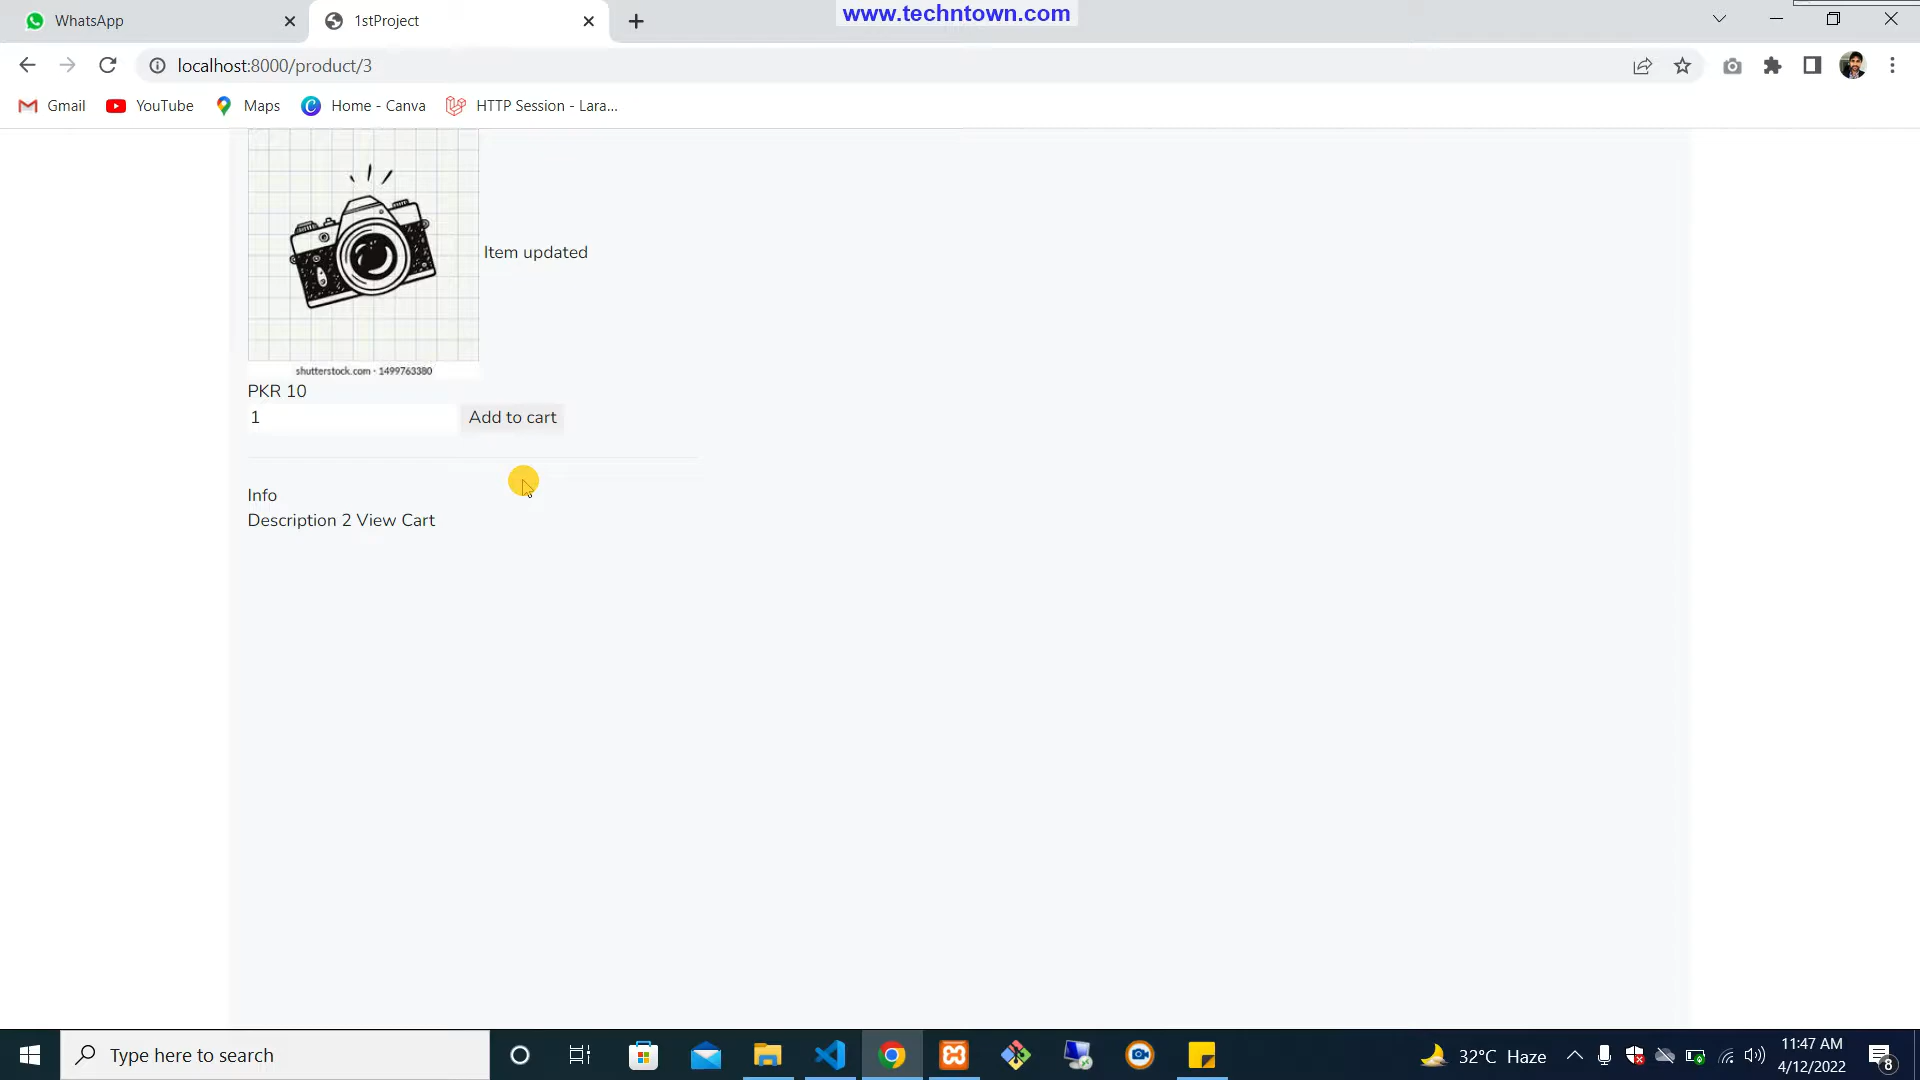 WhatsApp
1stProject
www.techntown.com
localhost:8000/product/3
Gmail
YouTube
Maps
Home - Canva
HTTP Session - Lara...
Item updated
shutterstock.com · 1499763380
PKR 10
1
Add to cart
Info
Description 2 View Cart
Type here to search
32°C Haze
11:47 AM
4/12/2022
8